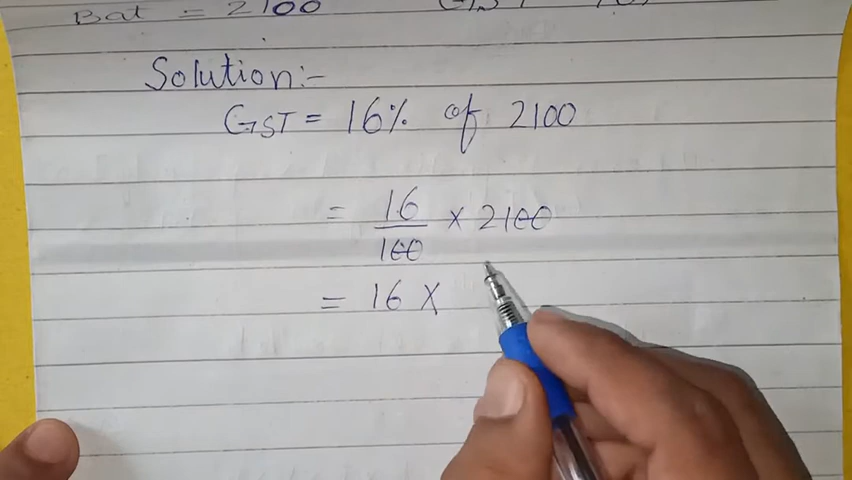 Bat = 2100
Solution:-
GST = 16% of 2100
= 16/100 × 2100
= 16 ×